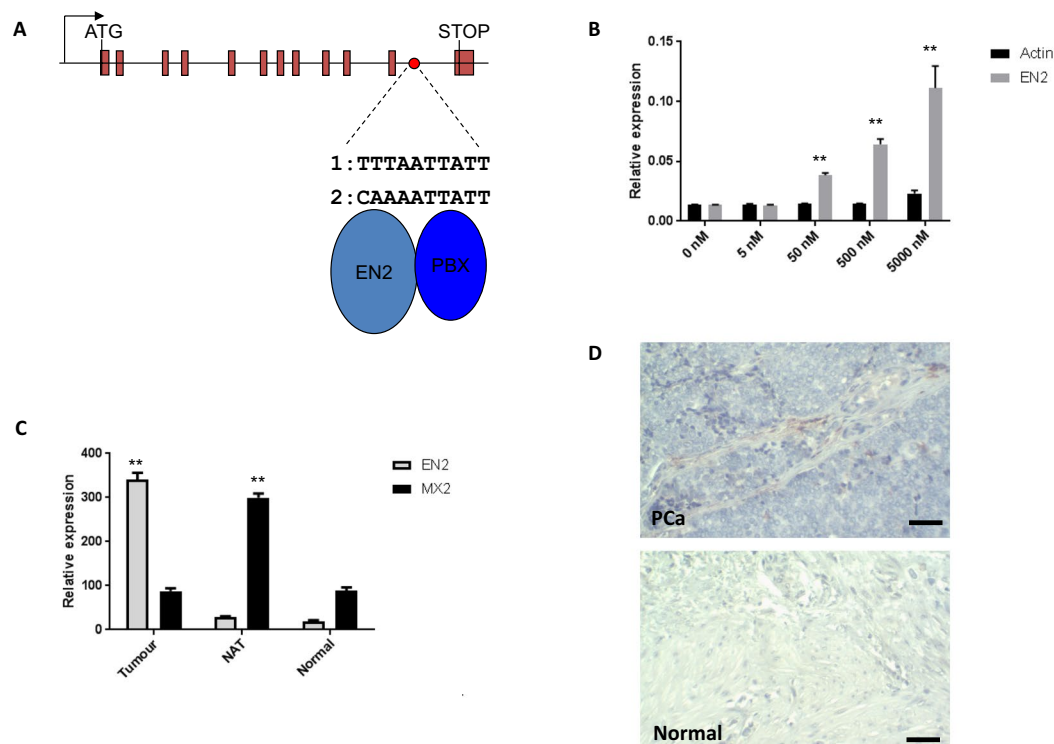 A
ATG
STOP
1:TTTAATTATT
2:CAAAATTATT
EN2
PBX
B
Relative expression
0.15
0.10
0.05
0.00
**
**
**
0 nM
5 nM
50 nM
500 nM
5000 nM
Actin
EN2
C
Relative expression
400
300
200
100
0
**
**
Tumour
NAT
Normal
EN2
MX2
D
PCa
Normal